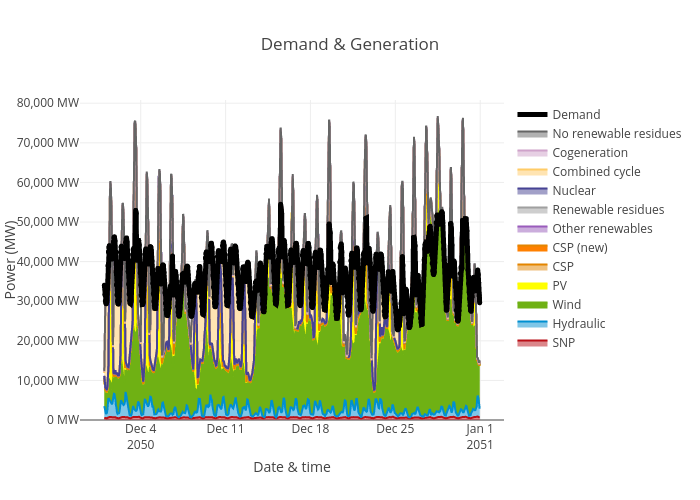 Demand & Generation
80,000 MW
70,000 MW
60,000 MW
50,000 MW
40,000 MW
30,000 MW
20,000 MW
10,000 MW
0 MW
Power (MW)
Dec 4
2050
Dec 11
Dec 18
Dec 25
Jan 1
2051
Date & time
Demand
No renewable residues
Cogeneration
Combined cycle
Nuclear
Renewable residues
Other renewables
CSP (new)
CSP
PV
Wind
Hydraulic
SNP